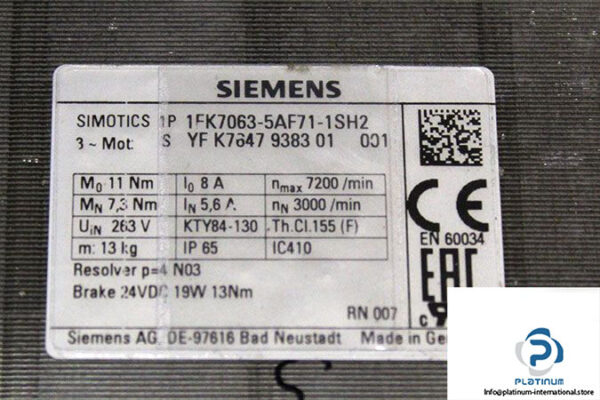 SIEMENS
SIMOTICS 1P 1FK7063-5AF71-1SH2
3 ~ Mot. S YF K7647 9383 01 001
M0 11 Nm I0 8 A nmax 7200 /min
MN 7,3 Nm IN 5,6 A nN 3000 /min
UIN 263 V KTY84-130 Th.Cl.155 (F)
m: 13 kg IP 65 IC410
CE
EN 60034
Resolver p=4 N03
Brake 24VDC 19W 13Nm
EAC
RN 007
Siemens AG, DE-97616 Bad Neustadt Made in Ge
PLATINUM
info@platinum-international.store